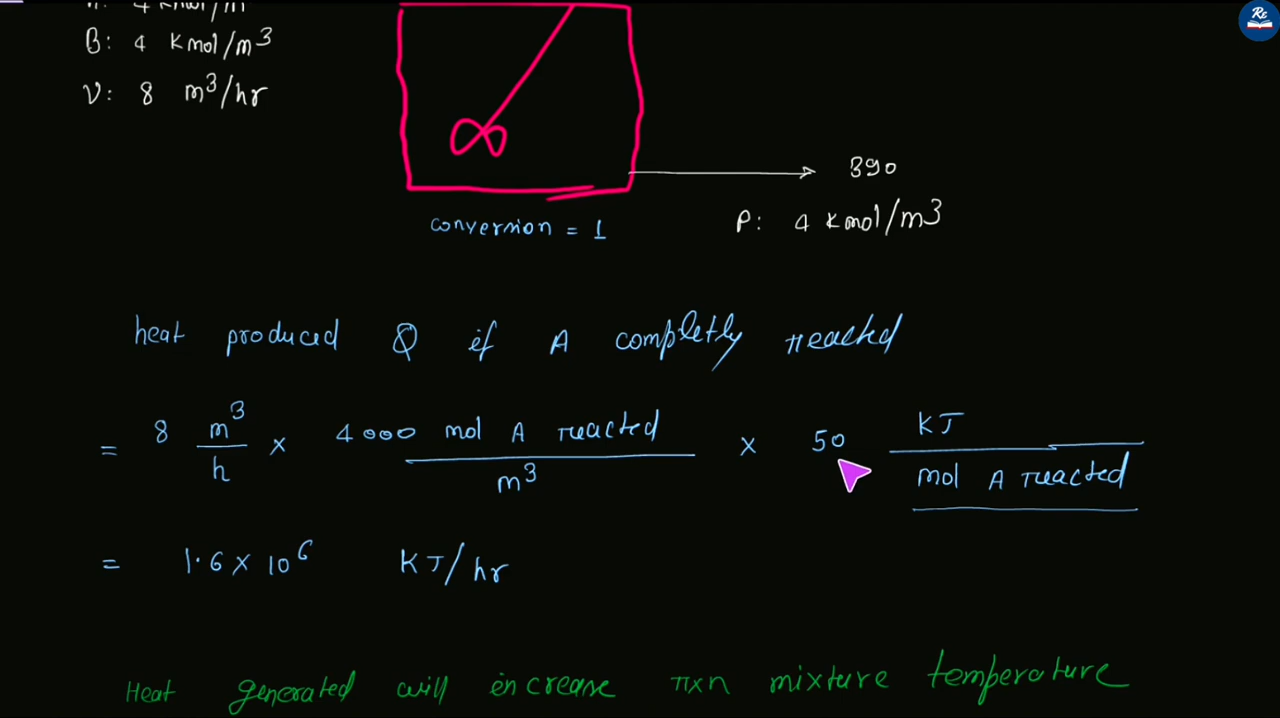 B: 4 Kmol/m³
V: 8 m³/hr
390
P: 4 Kmol/m³
conversion = 1
heat produced Q if A completly reacted
= 8 m³/h × 4000 mol A reacted/m³ × 50 KJ/mol A reacted
= 1.6 × 10⁶ KJ/hr
Heat generated will increase rxn mixture temperature
Re